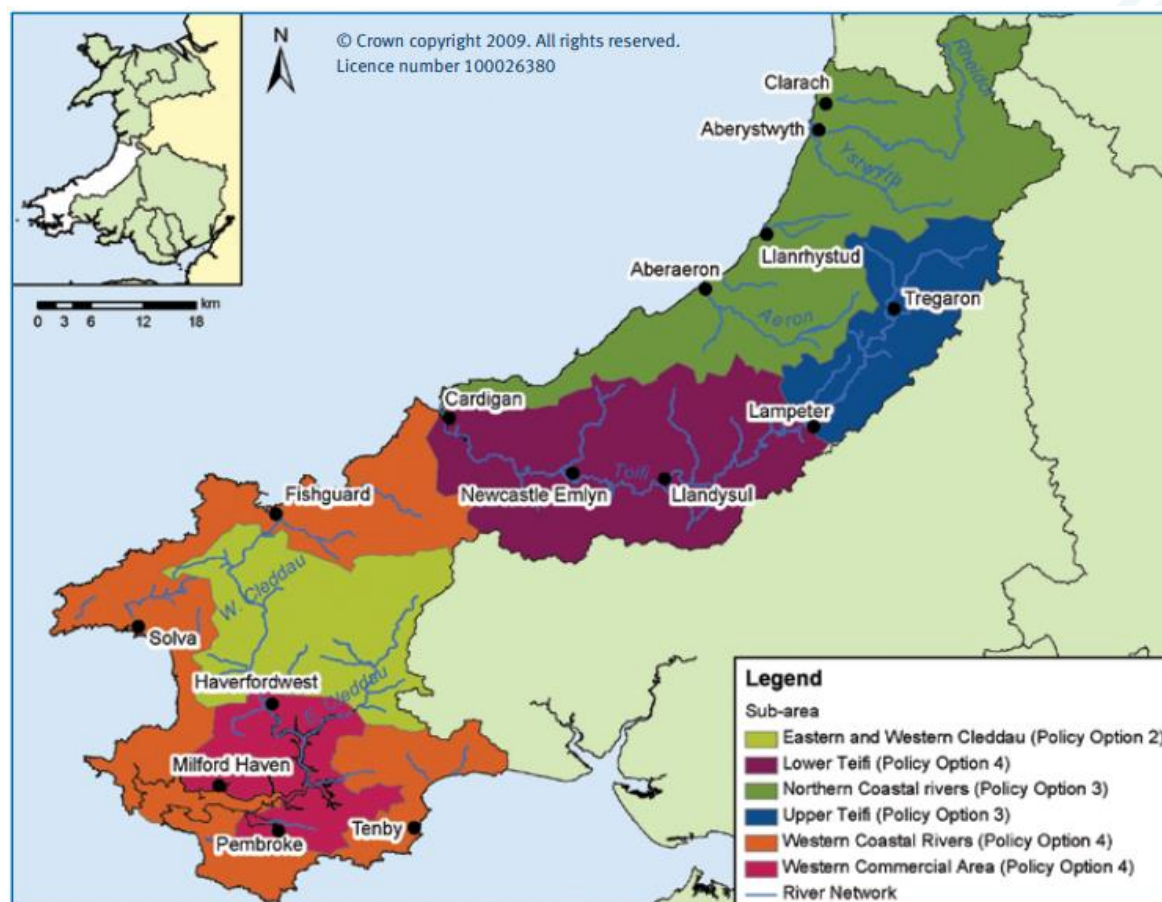 N
© Crown copyright 2009. All rights reserved.
Licence number 100026380
km
0 3 6 12 18
Rheidol
Clarach
Aberystwyth
Ystwyth
Llanrhystud
Aberaeron
Tregaron
Aeron
Cardigan
Lampeter
Teifi
Newcastle Emlyn
Llandysul
Fishguard
W. Cleddau
Solva
E. Cleddau
Haverfordwest
Milford Haven
Pembroke
Tenby
Legend
Sub-area
Eastern and Western Cleddau (Policy Option 2)
Lower Teifi (Policy Option 4)
Northern Coastal rivers (Policy Option 3)
Upper Teifi (Policy Option 3)
Western Coastal Rivers (Policy Option 4)
Western Commercial Area (Policy Option 4)
River Network